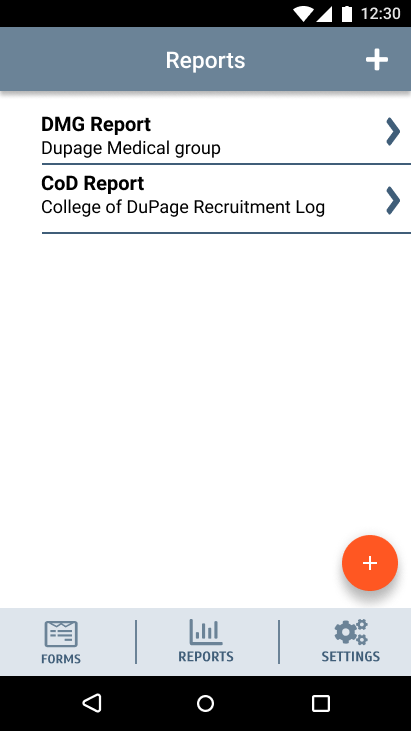 12:30
Reports
DMG Report
Dupage Medical group
CoD Report
College of DuPage Recruitment Log
FORMS
REPORTS
SETTINGS